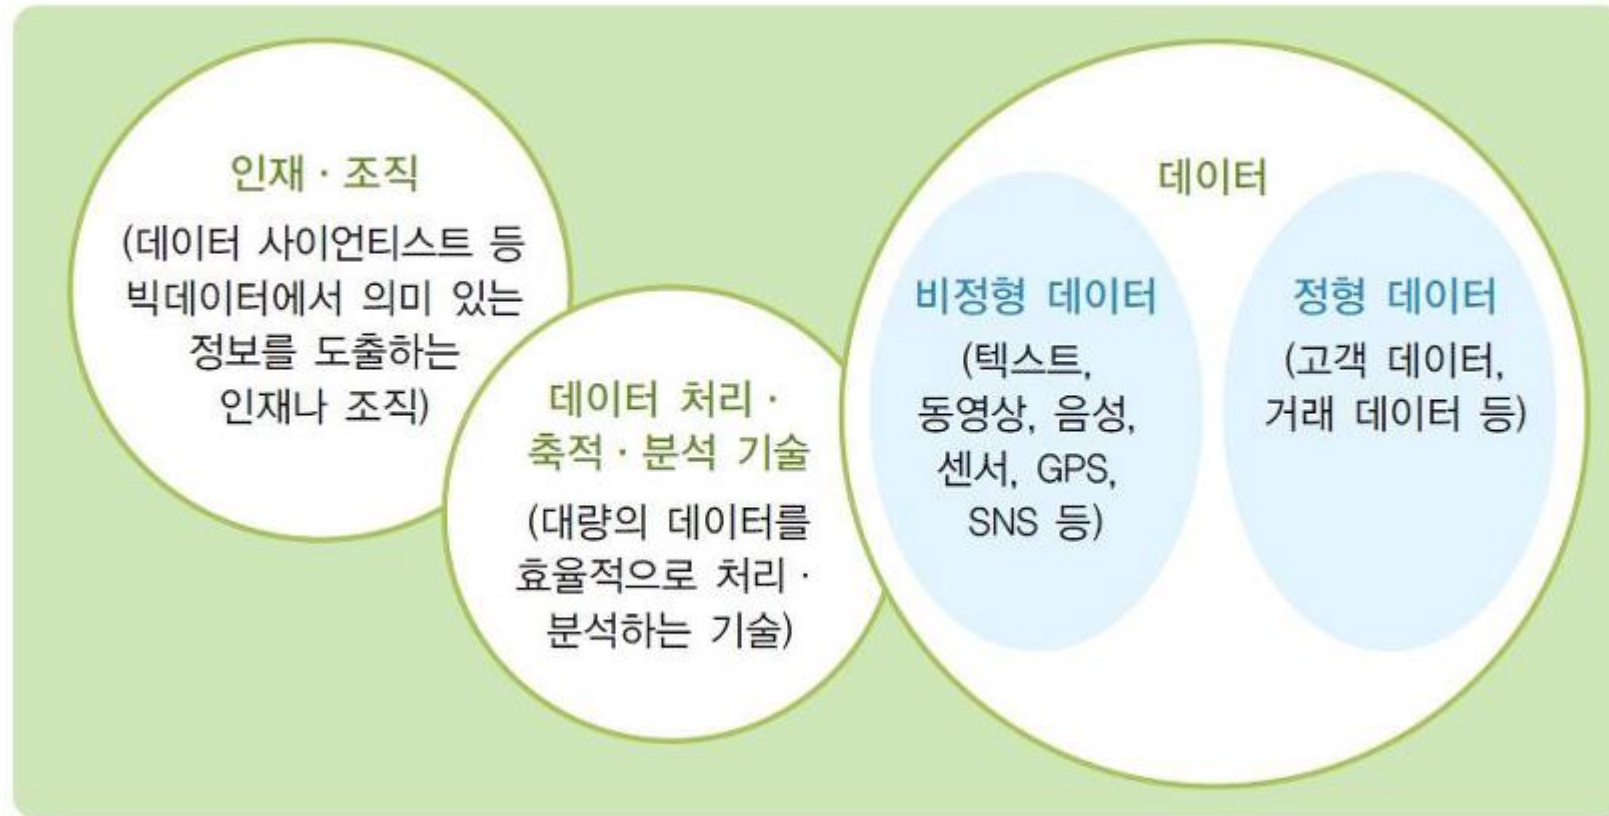 인재 · 조직
(데이터 사이언티스트 등
빅데이터에서 의미 있는
정보를 도출하는
인재나 조직)
데이터 처리 ·
축적 · 분석 기술
(대량의 데이터를
효율적으로 처리 ·
분석하는 기술)
데이터
비정형 데이터
(텍스트,
동영상, 음성,
센서, GPS,
SNS 등)
정형 데이터
(고객 데이터,
거래 데이터 등)